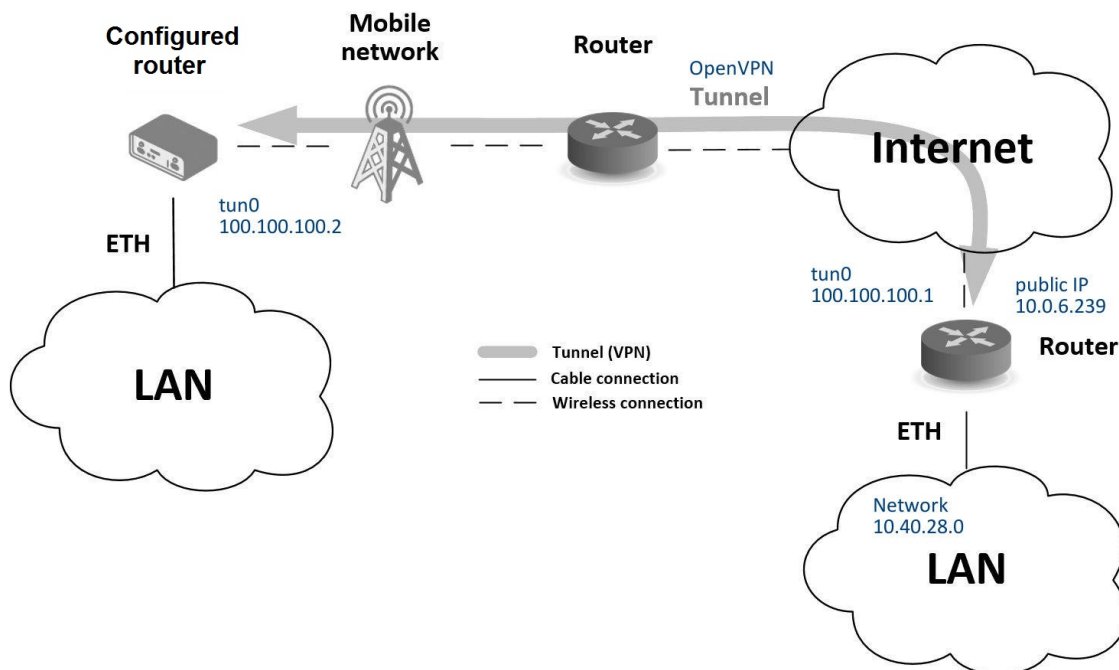 Configured
router
Mobile
network
Router
OpenVPN
Tunnel
Internet
tun0
100.100.100.2
ETH
LAN
tun0
100.100.100.1
public IP
10.0.6.239
Router
Tunnel (VPN)
Cable connection
Wireless connection
ETH
Network
10.40.28.0
LAN